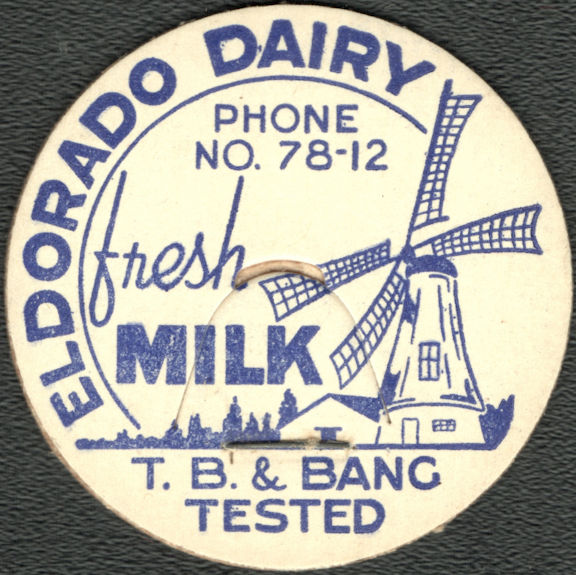 ELDORADO DAIRY
PHONE
NO. 78-12
fresh
MILK
T. B. & BANG
TESTED